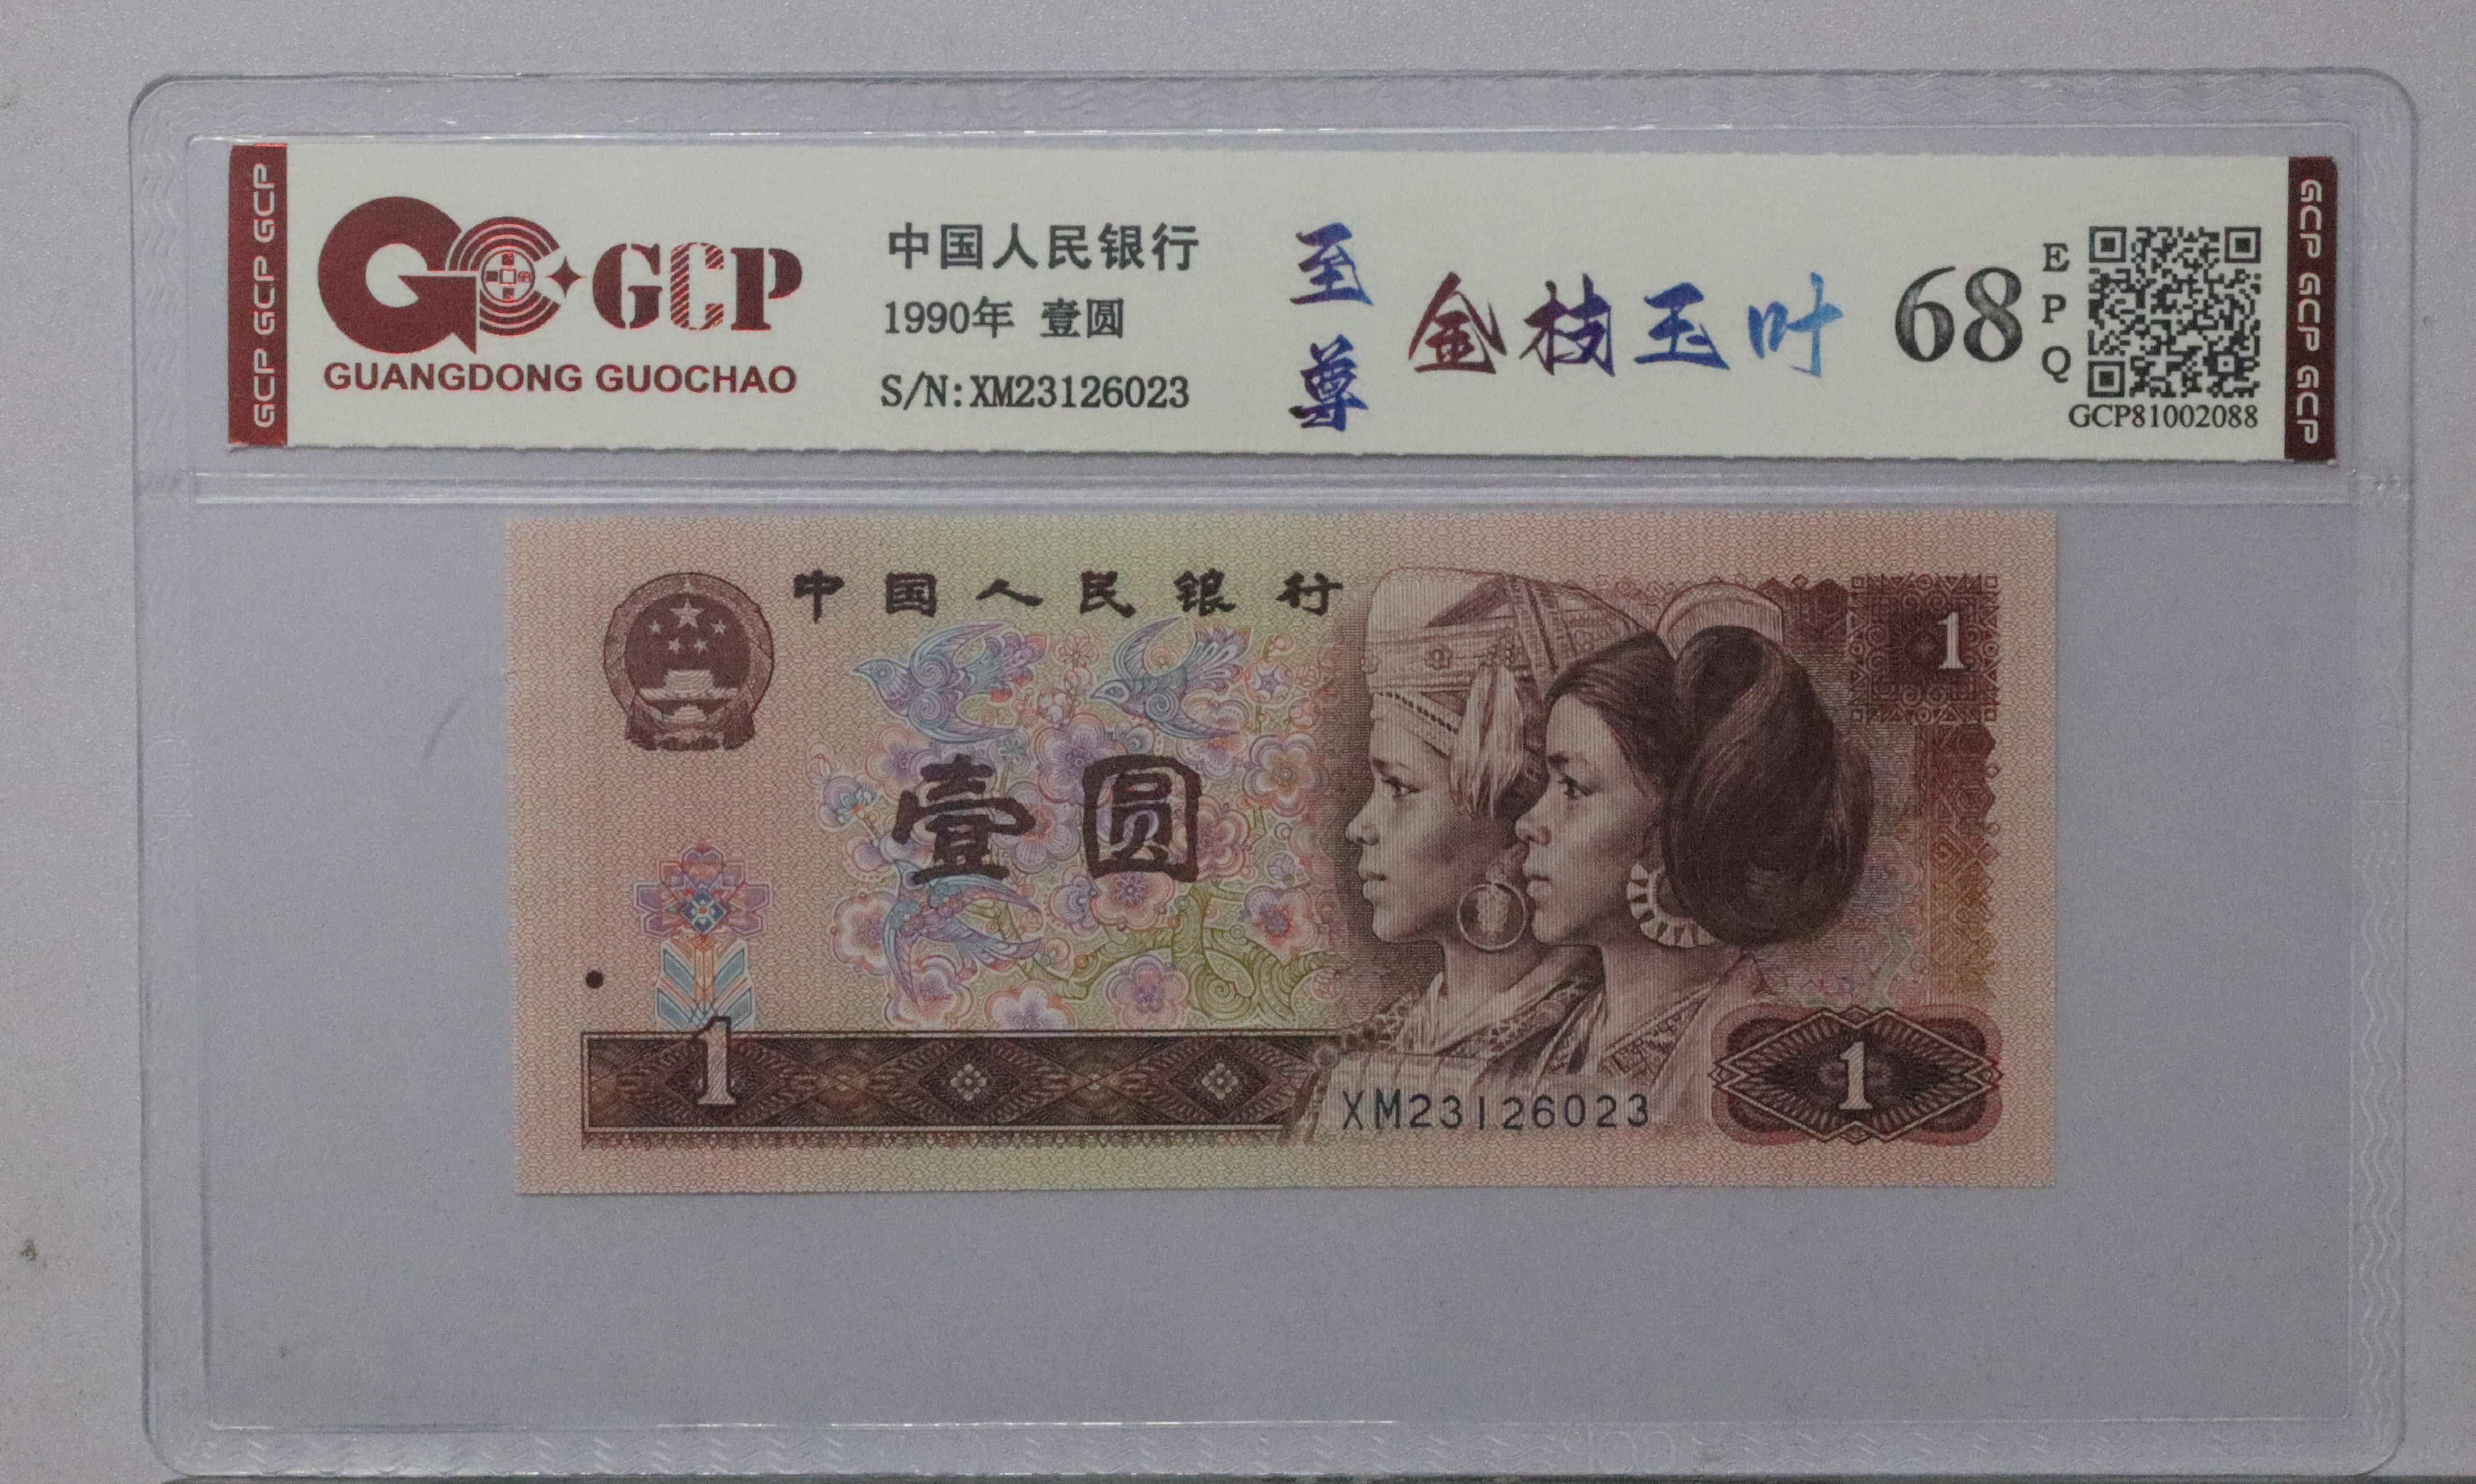 GCP GCP GCP
GCP
GUANGDONG GUOCHAO
中国人民银行
1990年 壹圆
S/N:XM23126023
至尊
金枝玉叶
68
EPQ
GCP81002088
GCP GCP GCP
中国人民银行
1
壹圆
1
XM23126023
1